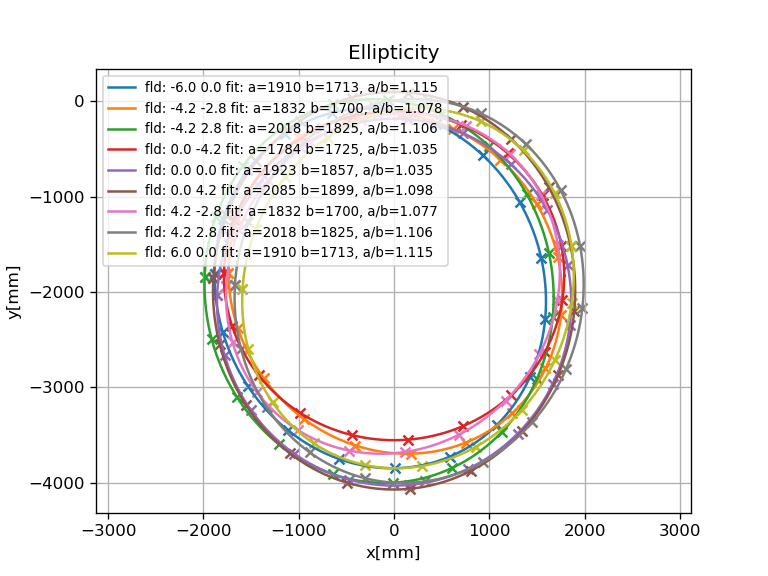 Ellipticity
fld: -6.0 0.0 fit: a=1910 b=1713, a/b=1.115
fld: -4.2 -2.8 fit: a=1832 b=1700, a/b=1.078
fld: -4.2 2.8 fit: a=2018 b=1825, a/b=1.106
fld: 0.0 -4.2 fit: a=1784 b=1725, a/b=1.035
fld: 0.0 0.0 fit: a=1923 b=1857, a/b=1.035
fld: 0.0 4.2 fit: a=2085 b=1899, a/b=1.098
fld: 4.2 -2.8 fit: a=1832 b=1700, a/b=1.077
fld: 4.2 2.8 fit: a=2018 b=1825, a/b=1.106
fld: 6.0 0.0 fit: a=1910 b=1713, a/b=1.115
y[mm]
0
−1000
−2000
−3000
−4000
−3000 −2000 −1000 0 1000 2000 3000
x[mm]